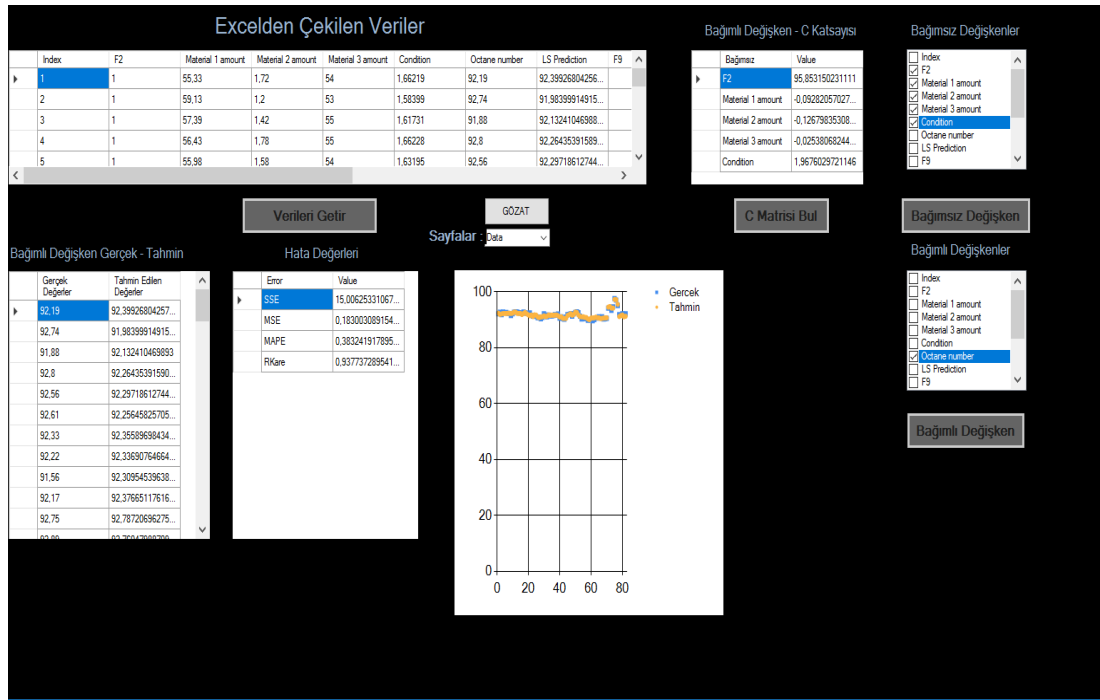 Excelden Çekilen Veriler
Index F2 Material 1 amount Material 2 amount Material 3 amount Condition Octane number LS Prediction F9
1 1 55,33 1,72 54 1,66219 92,19 92,39926804256...
2 1 59,13 1,2 53 1,58399 92,74 91,98399914915...
3 1 57,39 1,42 55 1,61731 91,88 92,13241046988...
4 1 56,43 1,78 55 1,66228 92,8 92,26435391589...
5 1 55,98 1,58 54 1,63195 92,56 92,29718612744...
Bağımlı Değişken - C Katsayısı
Bağımsız Value
F2 95,853150231111
Material 1 amount -0,09282057027...
Material 2 amount -0,12679835308...
Material 3 amount -0,02538068244...
Condition 1,9676029721146
Bağımsız Değişkenler
Index
F2
Material 1 amount
Material 2 amount
Material 3 amount
Condition
Octane number
LS Prediction
F9
Verileri Getir
GÖZAT
Sayfalar : Data
C Matrisi Bul
Bağımsız Değişken
Bağımlı Değişken Gerçek - Tahmin
Gerçek Değerler Tahmin Edilen Değerler
92,19 92,39926804257...
92,74 91,98399914915...
91,88 92,132410469893
92,8 92,26435391590...
92,56 92,29718612744...
92,61 92,25645825705...
92,33 92,35589698434...
92,22 92,33690764664...
91,56 92,30954539638...
92,17 92,37665117616...
92,75 92,78720696275...
Hata Değerleri
Error Value
SSE 15,00625331067...
MSE 0,183003089154...
MAPE 0,383241917895...
RKare 0,937737289541...
100
80
60
40
20
0
0 20 40 60 80
Gercek
Tahmin
Bağımlı Değişkenler
Index
F2
Material 1 amount
Material 2 amount
Material 3 amount
Condition
Octane number
LS Prediction
F9
Bağımlı Değişken